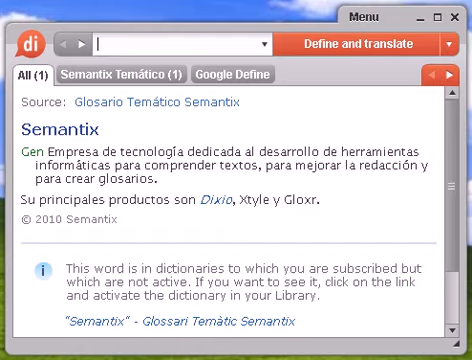 Menu
di
Define and translate
All (1)
Semantix Temático (1)
Google Define
Source: Glosario Temático Semantix
Semantix
Gen Empresa de tecnología dedicada al desarrollo de herramientas
informáticas para comprender textos, para mejorar la redacción y
para crear glosarios.
Su principales productos son Dixio, Xtyle y Gloxr.
© 2010 Semantix
i
This word is in dictionaries to which you are subscribed but
which are not active. If you want to see it, click on the link
and activate the dictionary in your Library.
"Semantix" - Glossari Temàtic Semantix